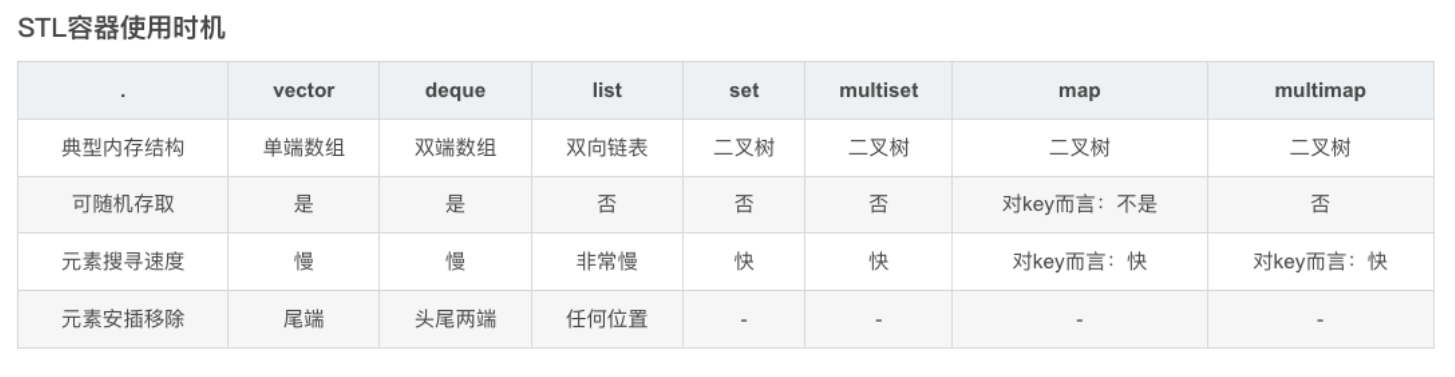 STL容器使用时机
. vector deque list set multiset map multimap
典型内存结构 单端数组 双端数组 双向链表 二叉树 二叉树 二叉树 二叉树
可随机存取 是 是 否 否 否 对key而言：不是 否
元素搜寻速度 慢 慢 非常慢 快 快 对key而言：快 对key而言：快
元素安插移除 尾端 头尾两端 任何位置 - - - -